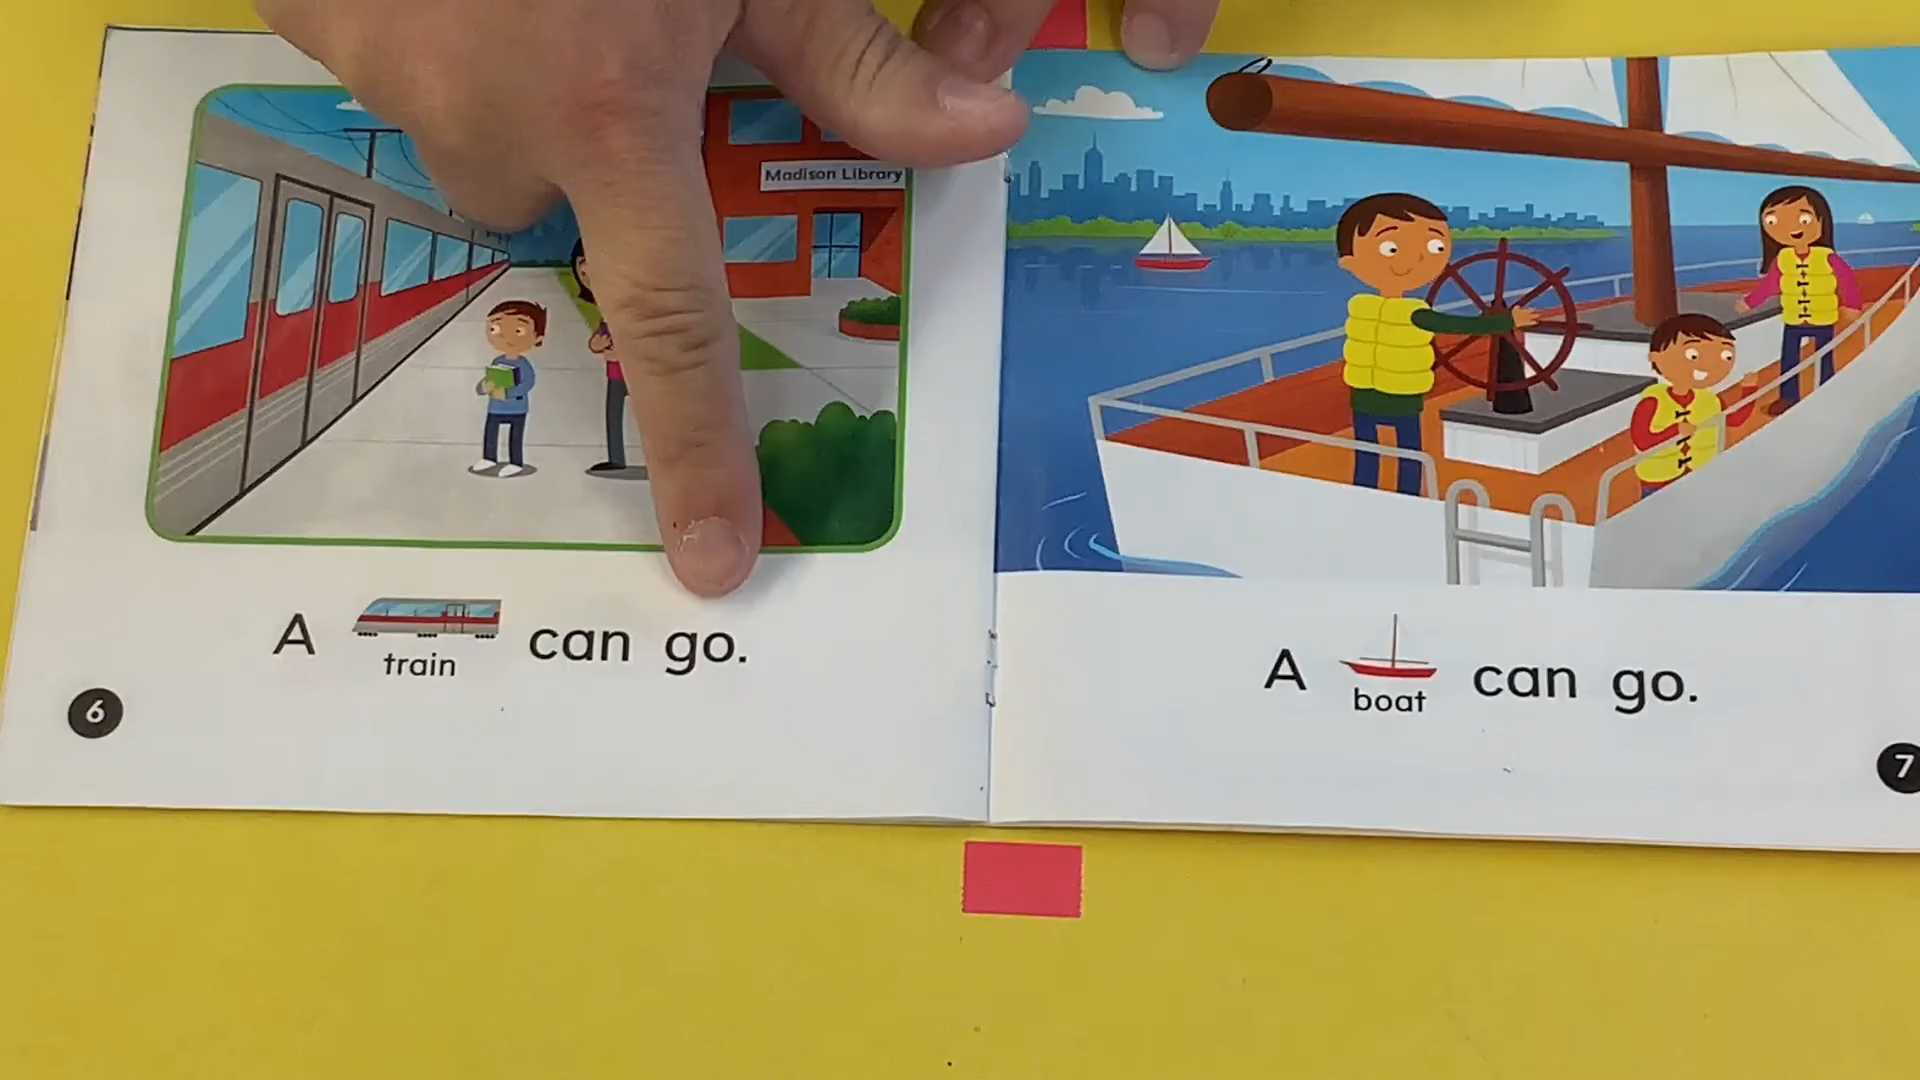 Madison Library
A train can go.
6
A boat can go.
7